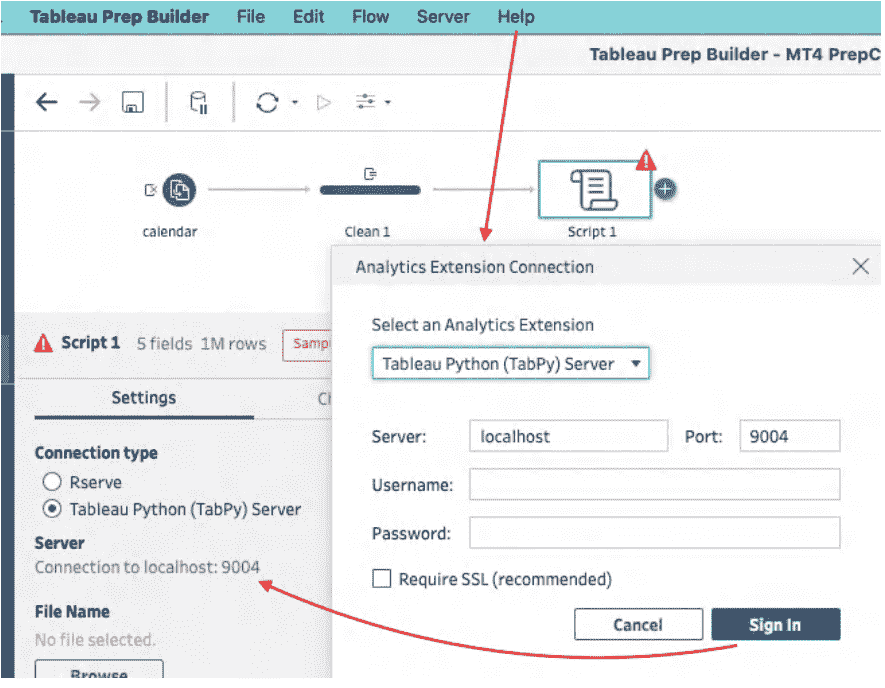 Tableau Prep Builder File Edit Flow Server Help
Tableau Prep Builder - MT4 PrepC
calendar Clean 1 Script 1
Analytics Extension Connection
Select an Analytics Extension
Tableau Python (TabPy) Server
Server: localhost Port: 9004
Username:
Password:
Require SSL (recommended)
Cancel Sign In
Script 1 5 fields 1M rows Samp
Settings Ch
Connection type
Rserve
Tableau Python (TabPy) Server
Server
Connection to localhost: 9004
File Name
No file selected.
Browse